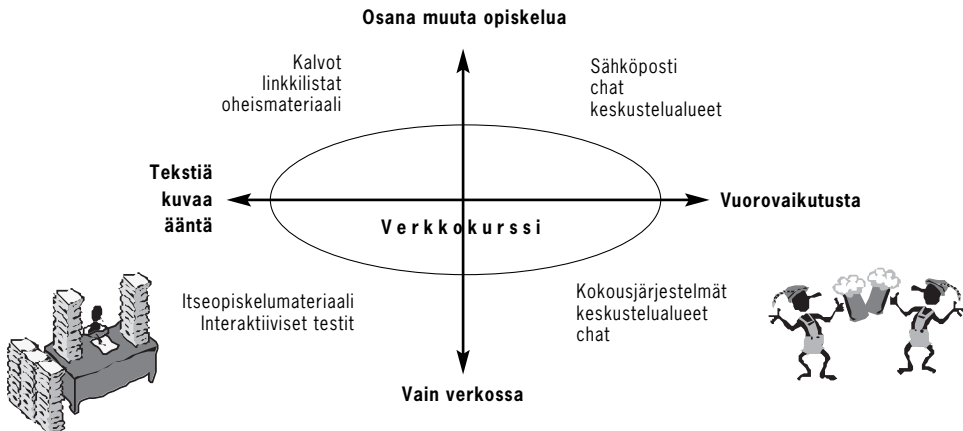 Osana muuta opiskelua
Kalvot
linkkilistat
oheismateriaali
Sähköposti
chat
keskustelualueet
Tekstiä
kuvaa
ääntä
Vuorovaikutusta
Verkkokurssi
Itseopiskelumateriaali
Interaktiiviset testit
Kokousjärjestelmät
keskustelualueet
chat
Vain verkossa